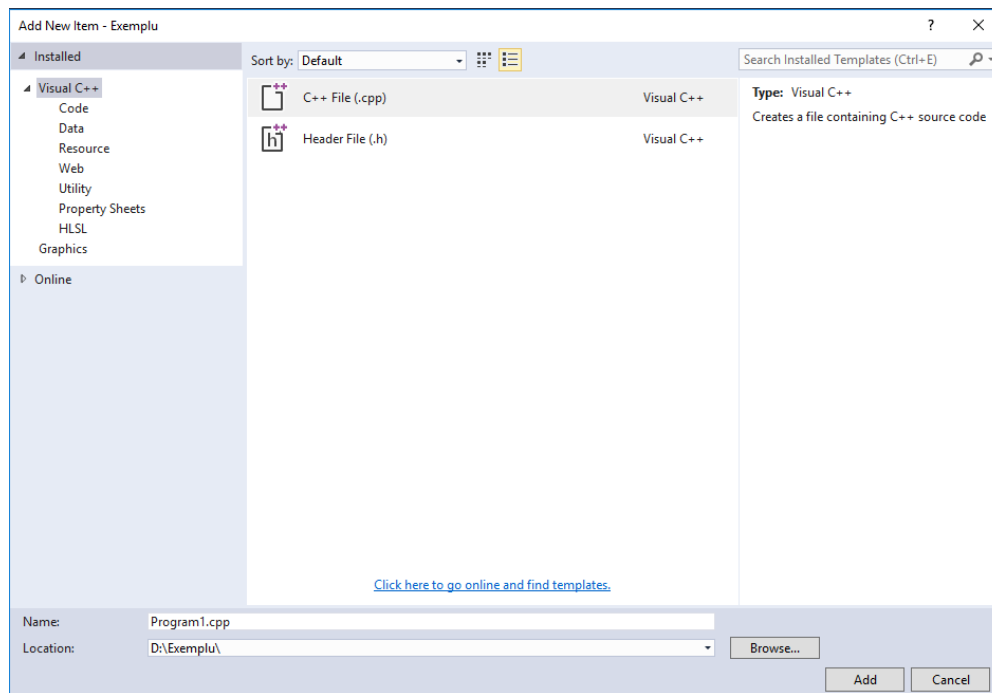 Add New Item - Exemplu
?
Installed
Sort by: Default
Search Installed Templates (Ctrl+E)
Visual C++
Code
Data
Resource
Web
Utility
Property Sheets
HLSL
Graphics
Online
C++ File (.cpp) Visual C++
Header File (.h) Visual C++
Type: Visual C++
Creates a file containing C++ source code
Click here to go online and find templates.
Name: Program1.cpp
Location: D:\Exemplu\
Browse...
Add Cancel